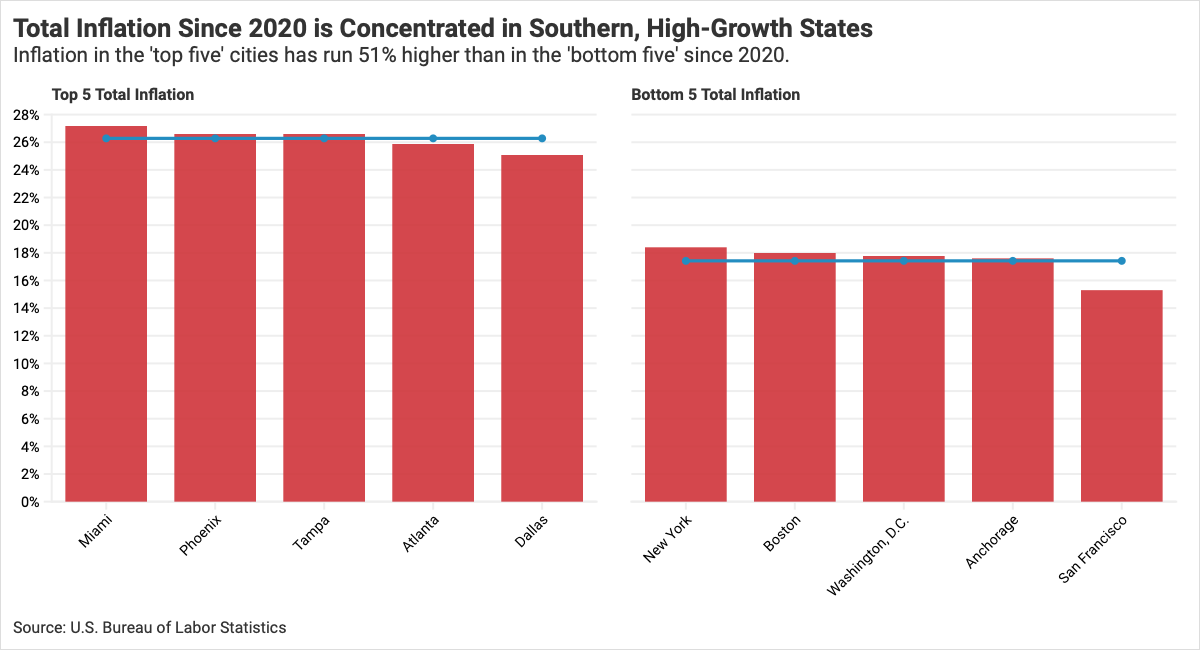 Total Inflation Since 2020 is Concentrated in Southern, High-Growth States
Inflation in the 'top five' cities has run 51% higher than in the 'bottom five' since 2020.
Top 5 Total Inflation
28%
26%
24%
22%
20%
18%
16%
14%
12%
10%
8%
6%
4%
2%
0%
Miami
Phoenix
Tampa
Atlanta
Dallas
Bottom 5 Total Inflation
New York
Boston
Washington, D.C.
Anchorage
San Francisco
Source: U.S. Bureau of Labor Statistics